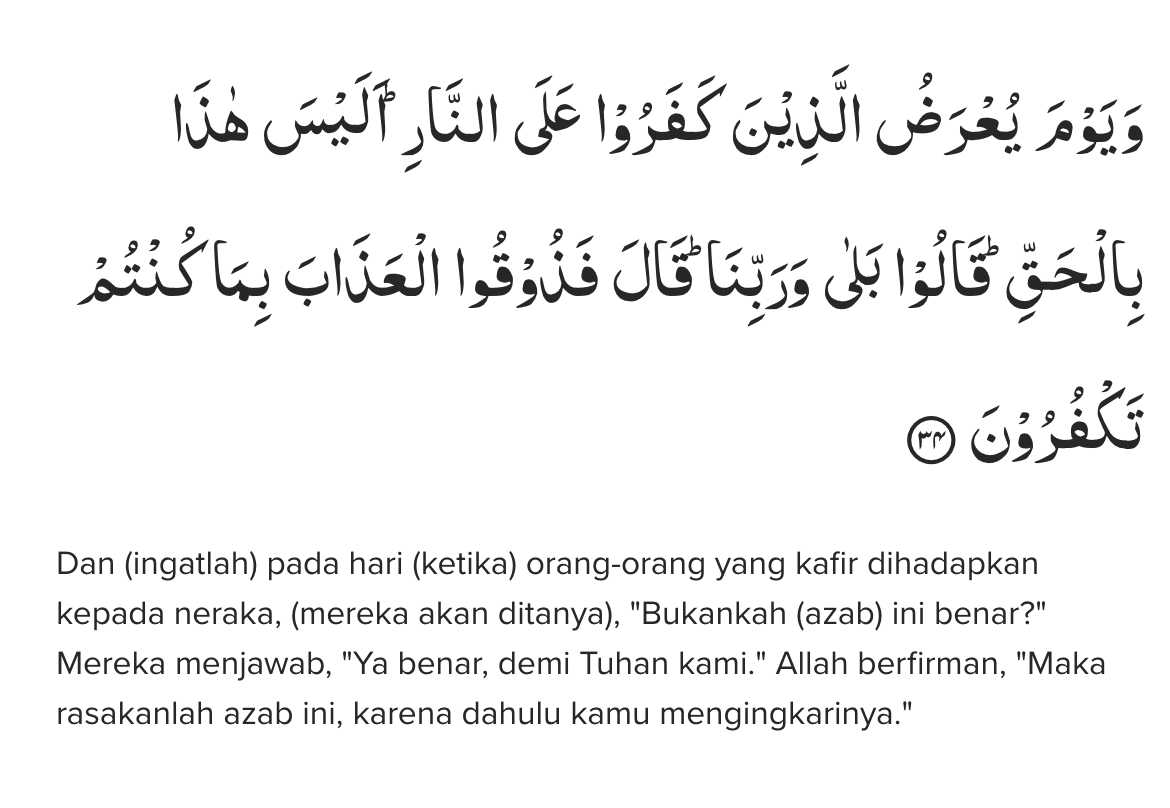 وَيَوْمَ يُعْرَضُ الَّذِيْنَ كَفَرُوْا عَلَى النَّارِ ۗ اَلَيْسَ هٰذَا
بِالْحَقِّ ۗ قَالُوْا بَلٰى وَرَبِّنَا ۗ قَالَ فَذُوْقُوا الْعَذَابَ بِمَا كُنْتُمْ
تَكْفُرُوْنَ ۝٣٤
Dan (ingatlah) pada hari (ketika) orang-orang yang kafir dihadapkan
kepada neraka, (mereka akan ditanya), "Bukankah (azab) ini benar?"
Mereka menjawab, "Ya benar, demi Tuhan kami." Allah berfirman, "Maka
rasakanlah azab ini, karena dahulu kamu mengingkarinya."